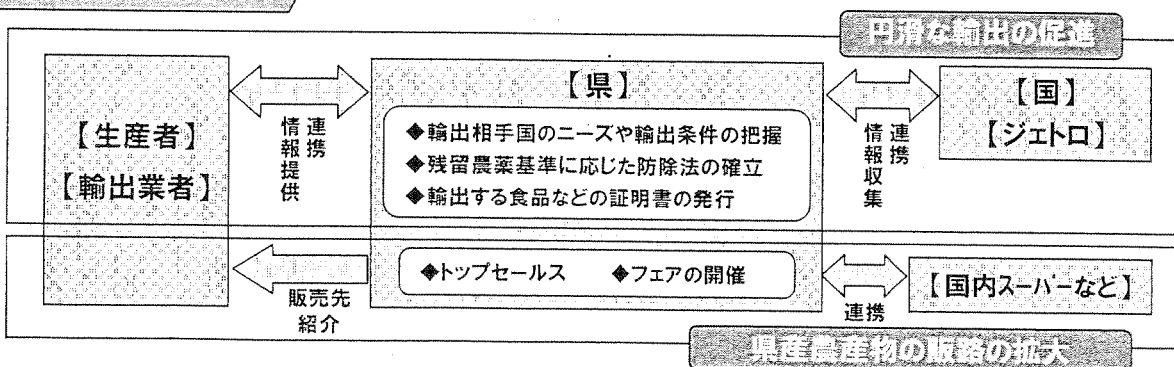 円滑な輸出の促進
【生産者】
【輸出業者】
連携
情報提供
【県】
◆輸出相手国のニーズや輸出条件の把握
◆残留農薬基準に応じた防除法の確立
◆輸出する食品などの証明書の発行
連携
情報収集
【国】
【ジェトロ】
販売先
紹介
◆トップセールス ◆フェアの開催
連携
【国内スーパーなど】
県産農産物の販路の拡大